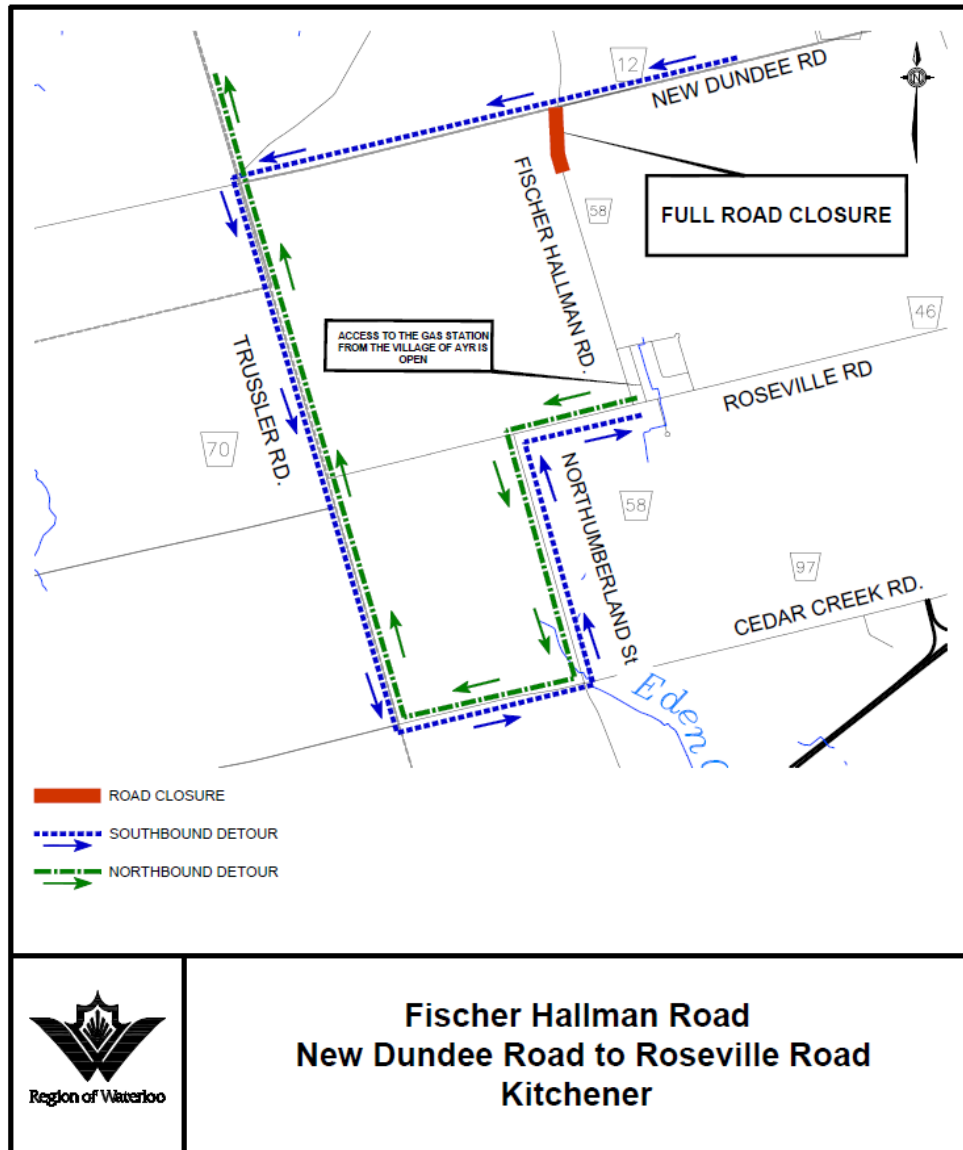 12
NEW DUNDEE RD
N
FISCHER HALLMAN RD.
58
FULL ROAD CLOSURE
46
ACCESS TO THE GAS STATION
FROM THE VILLAGE OF AYR IS
OPEN
TRUSSLER RD.
ROSEVILLE RD
70
NORTHUMBERLAND St
58
97
CEDAR CREEK RD.
Eden
ROAD CLOSURE
SOUTHBOUND DETOUR
NORTHBOUND DETOUR
Region of Waterloo
Fischer Hallman Road
New Dundee Road to Roseville Road
Kitchener